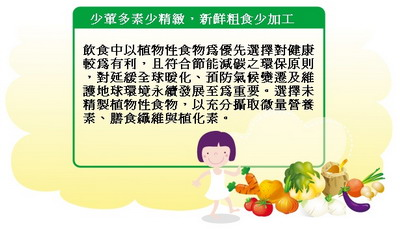 少葷多素少精緻，新鮮粗食少加工
飲食中以植物性食物爲優先選擇對健康
較爲有利，且符合節能減碳之環保原則
，對延緩全球暖化、預防氣候變遷及維
護地球環境永續發展至爲重要。選擇未
精製植物性食物，以充分攝取微量營養
素、膳食纖維與植化素。